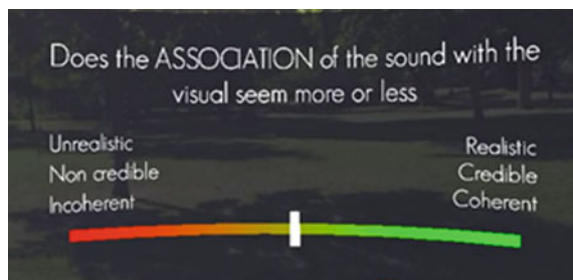 Does the ASSOCIATION of the sound with the
visual seem more or less
Unrealistic
Non credible
Incoherent
Realistic
Credible
Coherent